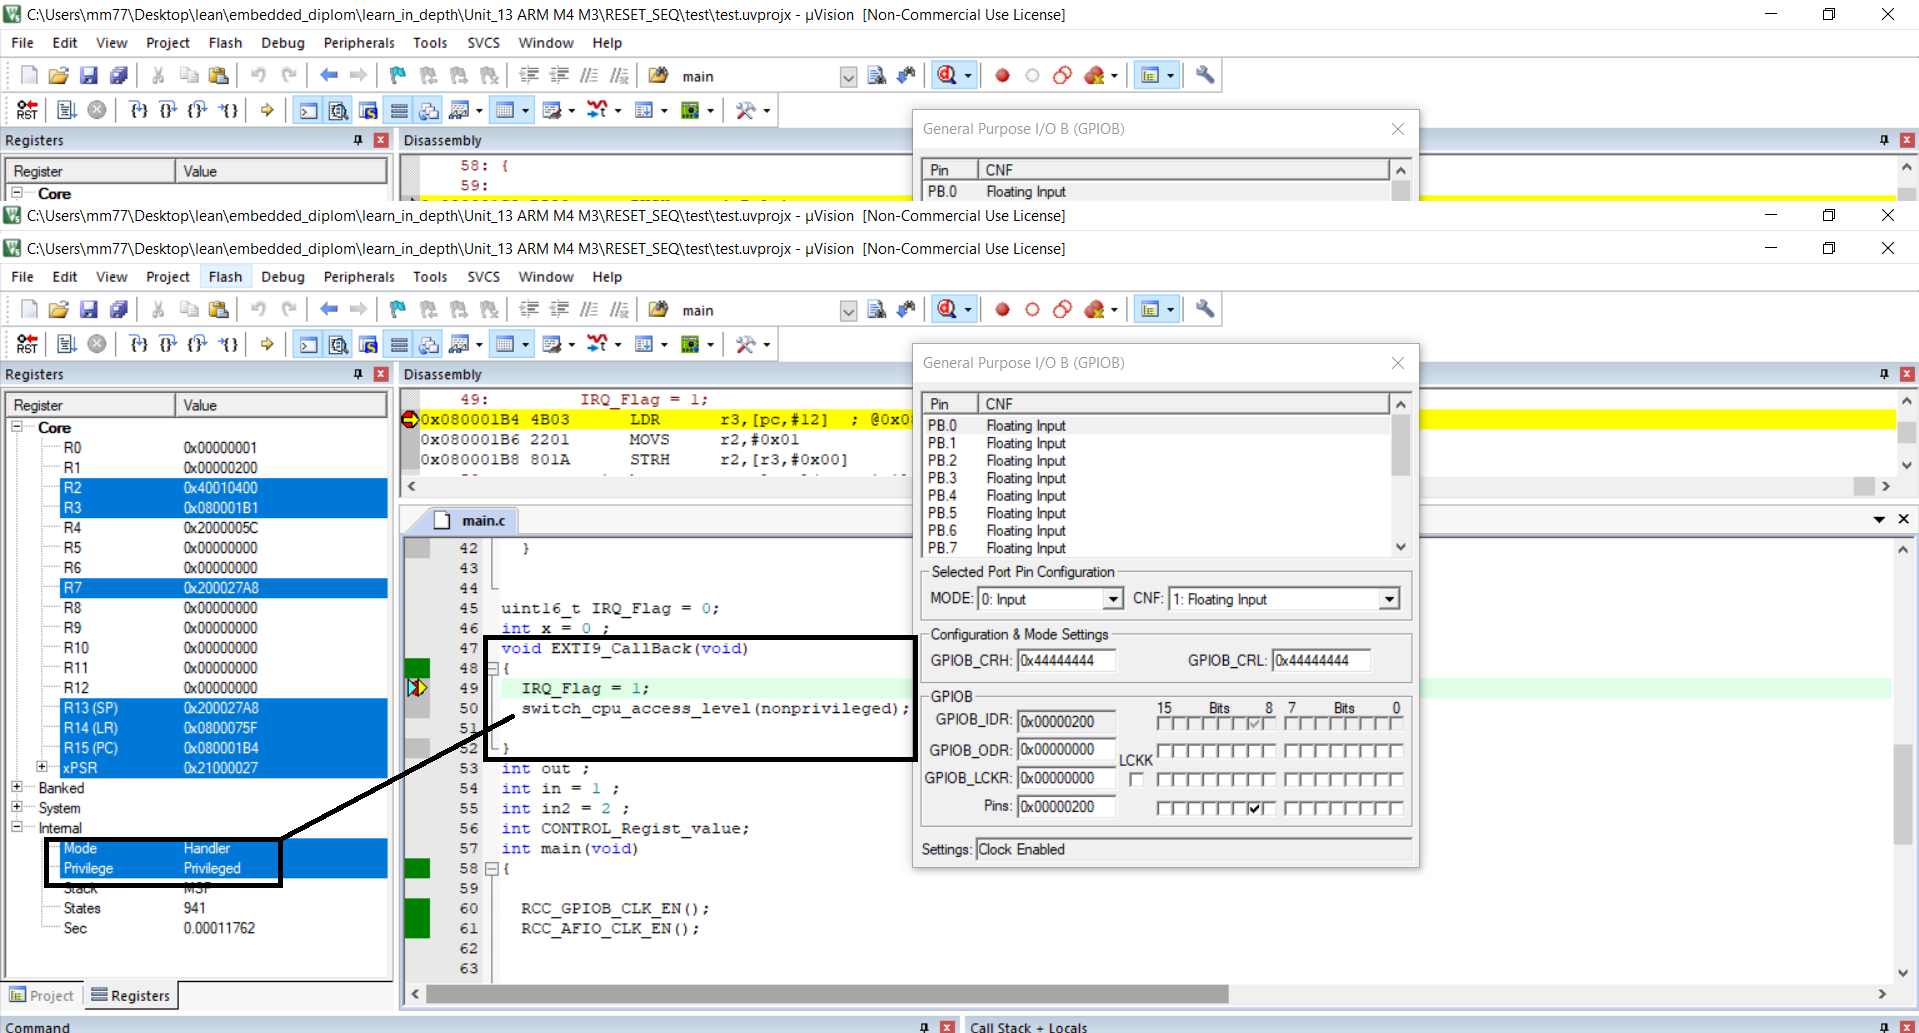 C:\Users\mm77\Desktop\lean\embedded_diplom\learn_in_depth\Unit_13 ARM M4 M3\RESET_SEQ\test\test.uvprojx - µVision [Non-Commercial Use License]
File Edit View Project Flash Debug Peripherals Tools SVCS Window Help
main
RST
Registers
Disassembly
General Purpose I/O B (GPIOB)
Register Value
58: {
Pin CNF
Core
59:
PB.0 Floating Input
C:\Users\mm77\Desktop\lean\embedded_diplom\learn_in_depth\Unit_13 ARM M4 M3\RESET_SEQ\test\test.uvprojx - µVision [Non-Commercial Use License]
C:\Users\mm77\Desktop\lean\embedded_diplom\learn_in_depth\Unit_13 ARM M4 M3\RESET_SEQ\test\test.uvprojx - µVision [Non-Commercial Use License]
File Edit View Project Flash Debug Peripherals Tools SVCS Window Help
main
RST
Registers
Register Value
Core
R0 0x00000001
R1 0x00000200
R2 0x40010400
R3 0x080001B1
R4 0x2000005C
R5 0x00000000
R6 0x00000000
R7 0x200027A8
R8 0x00000000
R9 0x00000000
R10 0x00000000
R11 0x00000000
R12 0x00000000
R13 (SP) 0x200027A8
R14 (LR) 0x0800075F
R15 (PC) 0x080001B4
xPSR 0x21000027
Banked
System
Internal
Mode Handler
Privilege Privileged
Stack MSP
States 941
Sec 0.00011762
Project Registers
Disassembly
49: IRQ_Flag = 1;
0x080001B4 4B03 LDR r3,[pc,#12] ; @0x0
0x080001B6 2201 MOVS r2,#0x01
0x080001B8 801A STRH r2,[r3,#0x00]
main.c
42 }
43
44
45 uint16_t IRQ_Flag = 0;
46 int x = 0 ;
47 void EXTI9_CallBack(void)
48 {
49 IRQ_Flag = 1;
50 switch_cpu_access_level(nonprivileged);
51
52 }
53 int out ;
54 int in = 1 ;
55 int in2 = 2 ;
56 int CONTROL_Regist_value;
57 int main(void)
58 {
59
60 RCC_GPIOB_CLK_EN();
61 RCC_AFIO_CLK_EN();
62
63
General Purpose I/O B (GPIOB)
Pin CNF
PB.0 Floating Input
PB.1 Floating Input
PB.2 Floating Input
PB.3 Floating Input
PB.4 Floating Input
PB.5 Floating Input
PB.6 Floating Input
PB.7 Floating Input
Selected Port Pin Configuration
MODE: 0: Input CNF: 1: Floating Input
Configuration & Mode Settings
GPIOB_CRH: 0x44444444 GPIOB_CRL: 0x44444444
GPIOB
15 Bits 8 7 Bits 0
GPIOB_IDR: 0x00000200
GPIOB_ODR: 0x00000000
LCKK
GPIOB_LCKR: 0x00000000
Pins: 0x00000200
Settings: Clock Enabled
Command
Call Stack + Locals